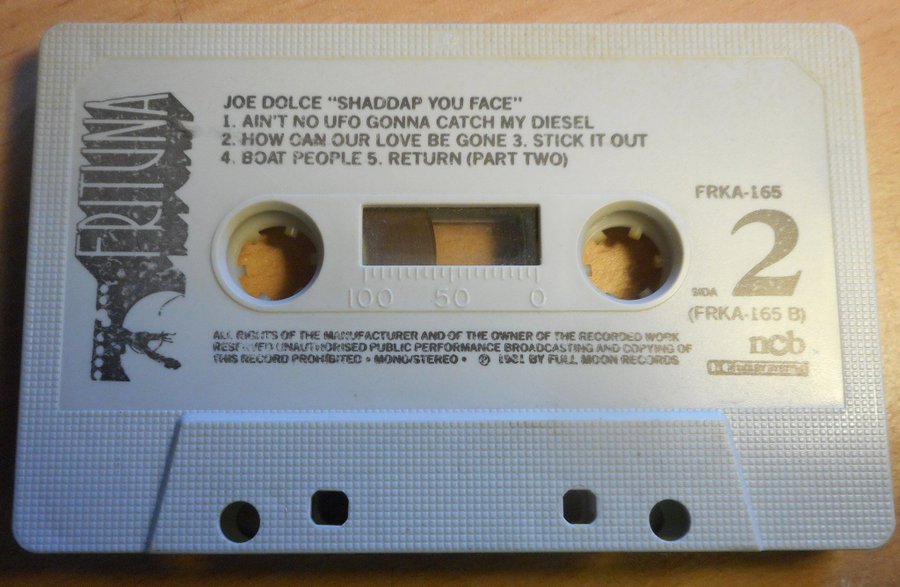 FRITUNA
JOE DOLCE "SHADDAP YOU FACE"
1. AIN'T NO UFO GONNA CATCH MY DIESEL
2. HOW CAN OUR LOVE BE GONE 3. STICK IT OUT
4. BOAT PEOPLE 5. RETURN (PART TWO)
FRKA-165
SIDA 2
(FRKA-165 B)
100 50 0
ncb
ALL RIGHTS OF THE MANUFACTURER AND OF THE OWNER OF THE RECORDED WORK
RESERVED UNAUTHORISED PUBLIC PERFORMANCE BROADCASTING AND COPYING OF
THIS RECORD PROHIBITED • MONO/STEREO • ℗ 1981 BY FULL MOON RECORDS